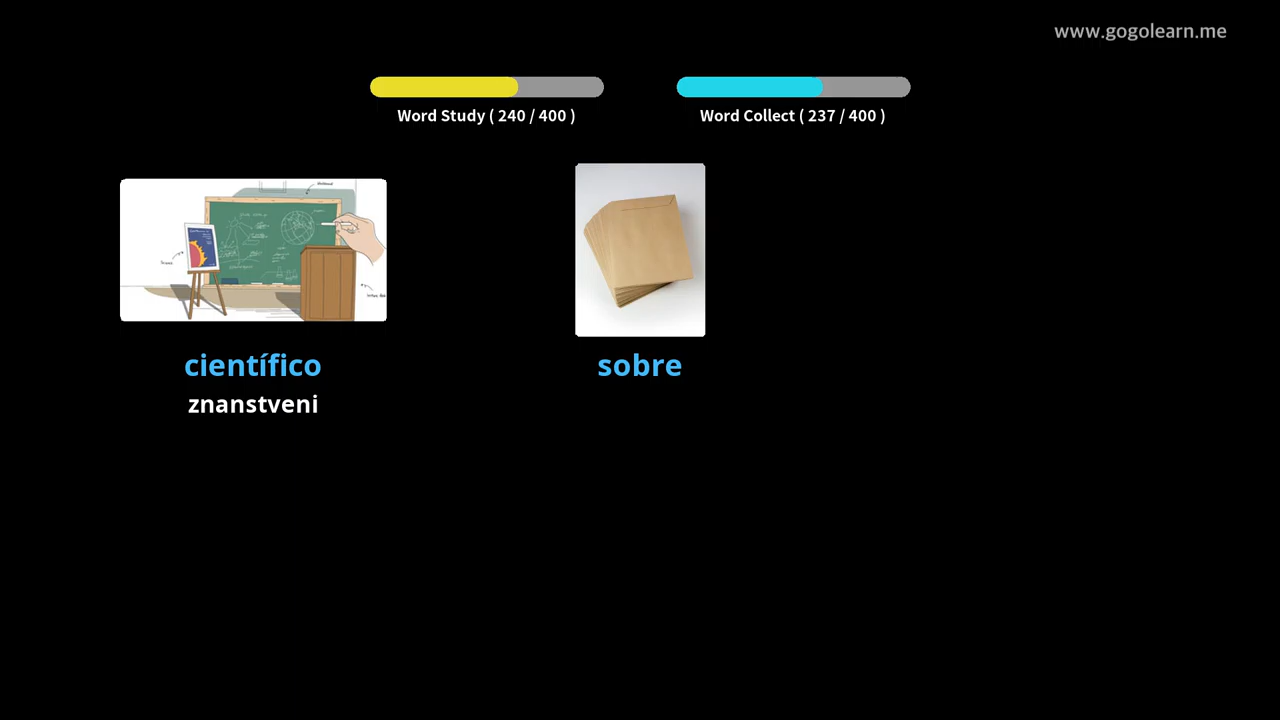 www.gogolearn.me
Word Study ( 240 / 400 )
Word Collect ( 237 / 400 )
científico
znanstveni
sobre